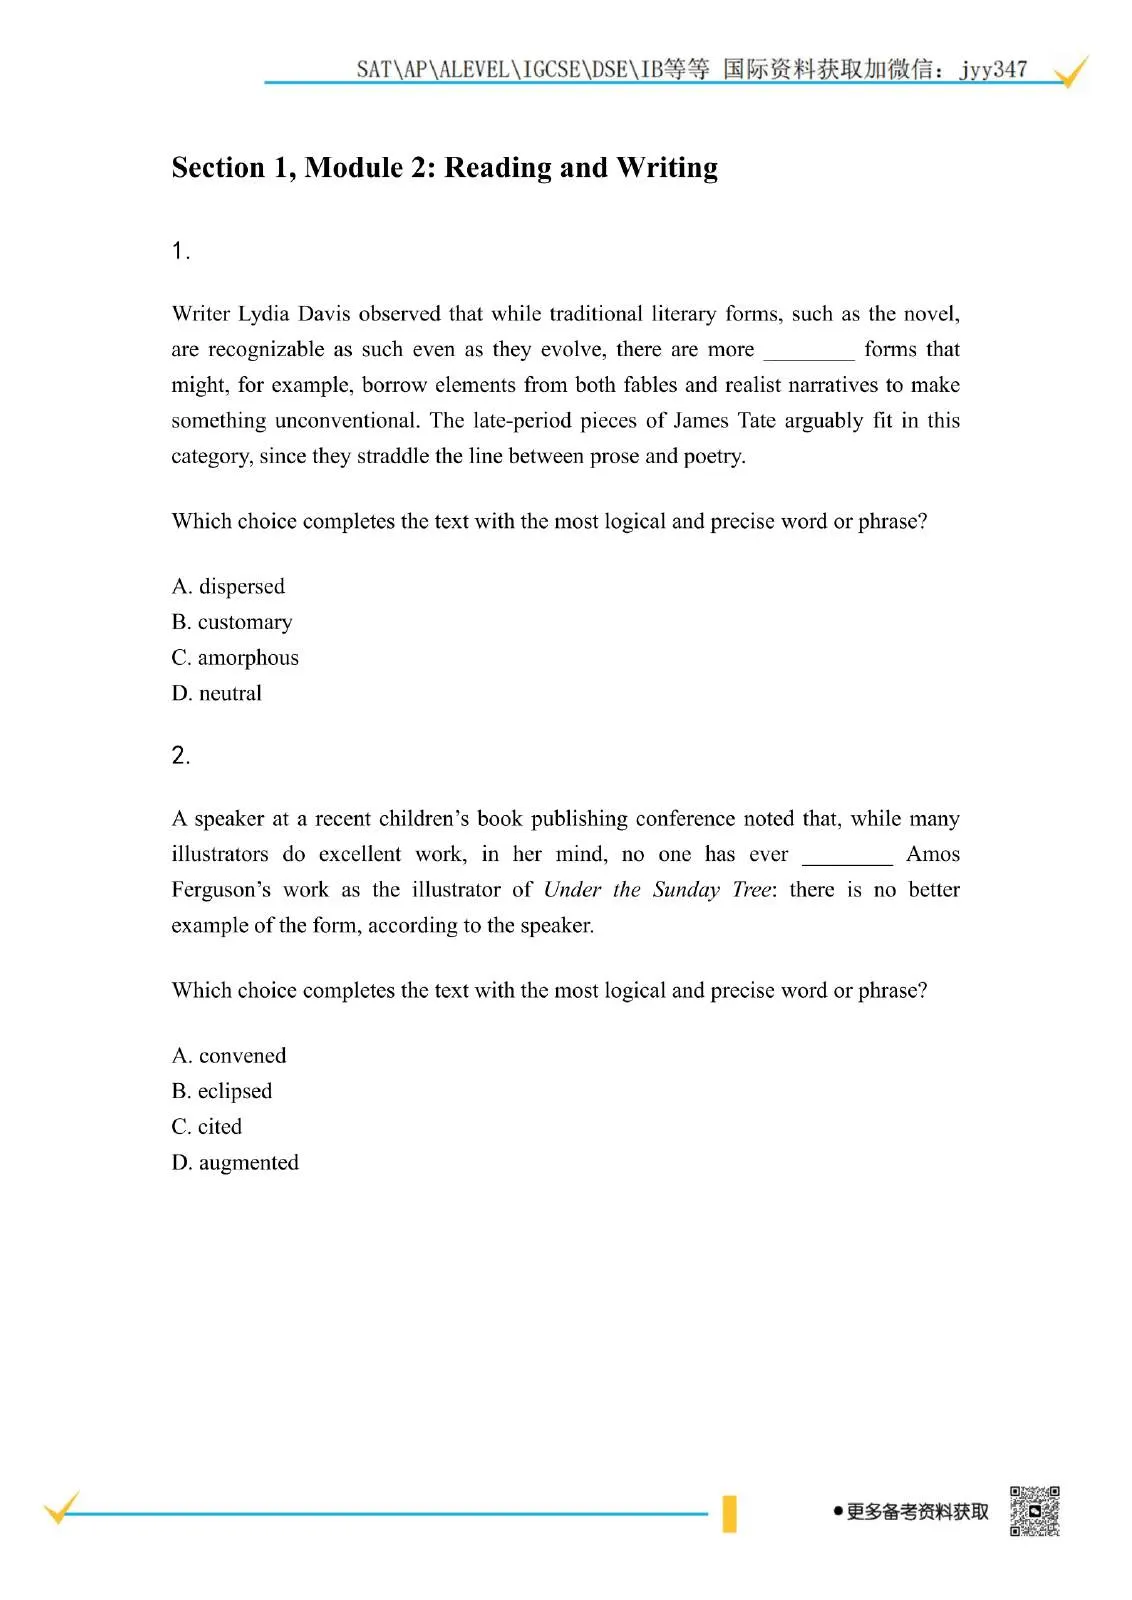 SAT\AP\ALEVEL\IGCSE\DSE\IB等等 国际资料获取加微信：jyy347
Section 1, Module 2: Reading and Writing
1.
Writer Lydia Davis observed that while traditional literary forms, such as the novel,
are recognizable as such even as they evolve, there are more ________ forms that
might, for example, borrow elements from both fables and realist narratives to make
something unconventional. The late-period pieces of James Tate arguably fit in this
category, since they straddle the line between prose and poetry.
Which choice completes the text with the most logical and precise word or phrase?
A. dispersed
B. customary
C. amorphous
D. neutral
2.
A speaker at a recent children’s book publishing conference noted that, while many
illustrators do excellent work, in her mind, no one has ever ________ Amos
Ferguson’s work as the illustrator of Under the Sunday Tree: there is no better
example of the form, according to the speaker.
Which choice completes the text with the most logical and precise word or phrase?
A. convened
B. eclipsed
C. cited
D. augmented
●更多备考资料获取